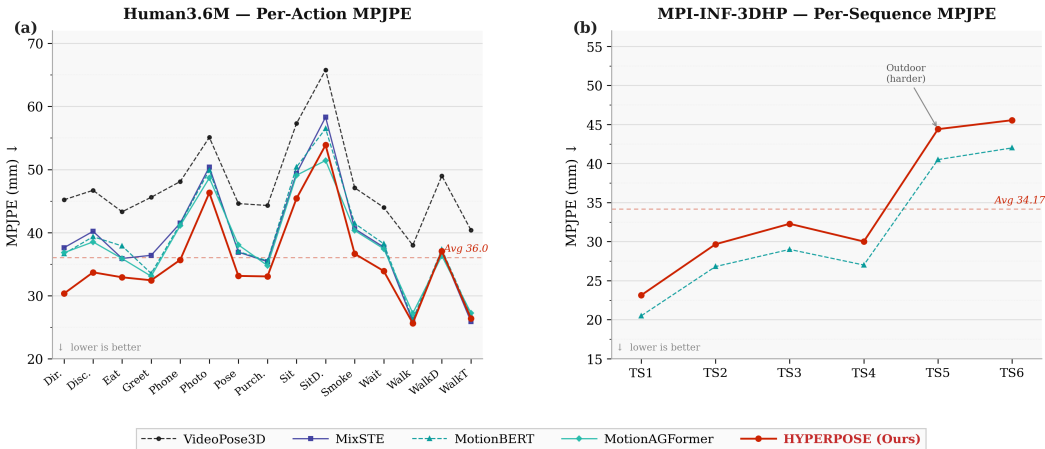 Human3.6M — Per-Action MPJPE
(a)
MPJPE (mm) ↓
70
60
50
40
30
20
Avg 36.0
↓ lower is better
Dir.
Disc.
Eat
Greet
Phone
Photo
Pose
Purch.
Sit
SitD.
Smoke
Wait
Walk
WalkD
WalkT
MPI-INF-3DHP — Per-Sequence MPJPE
(b)
MPJPE (mm) ↓
55
50
45
40
35
30
25
20
15
Outdoor
(harder)
Avg 34.17
↓ lower is better
TS1
TS2
TS3
TS4
TS5
TS6
VideoPose3D
MixSTE
MotionBERT
MotionAGFormer
HYPERPOSE (Ours)